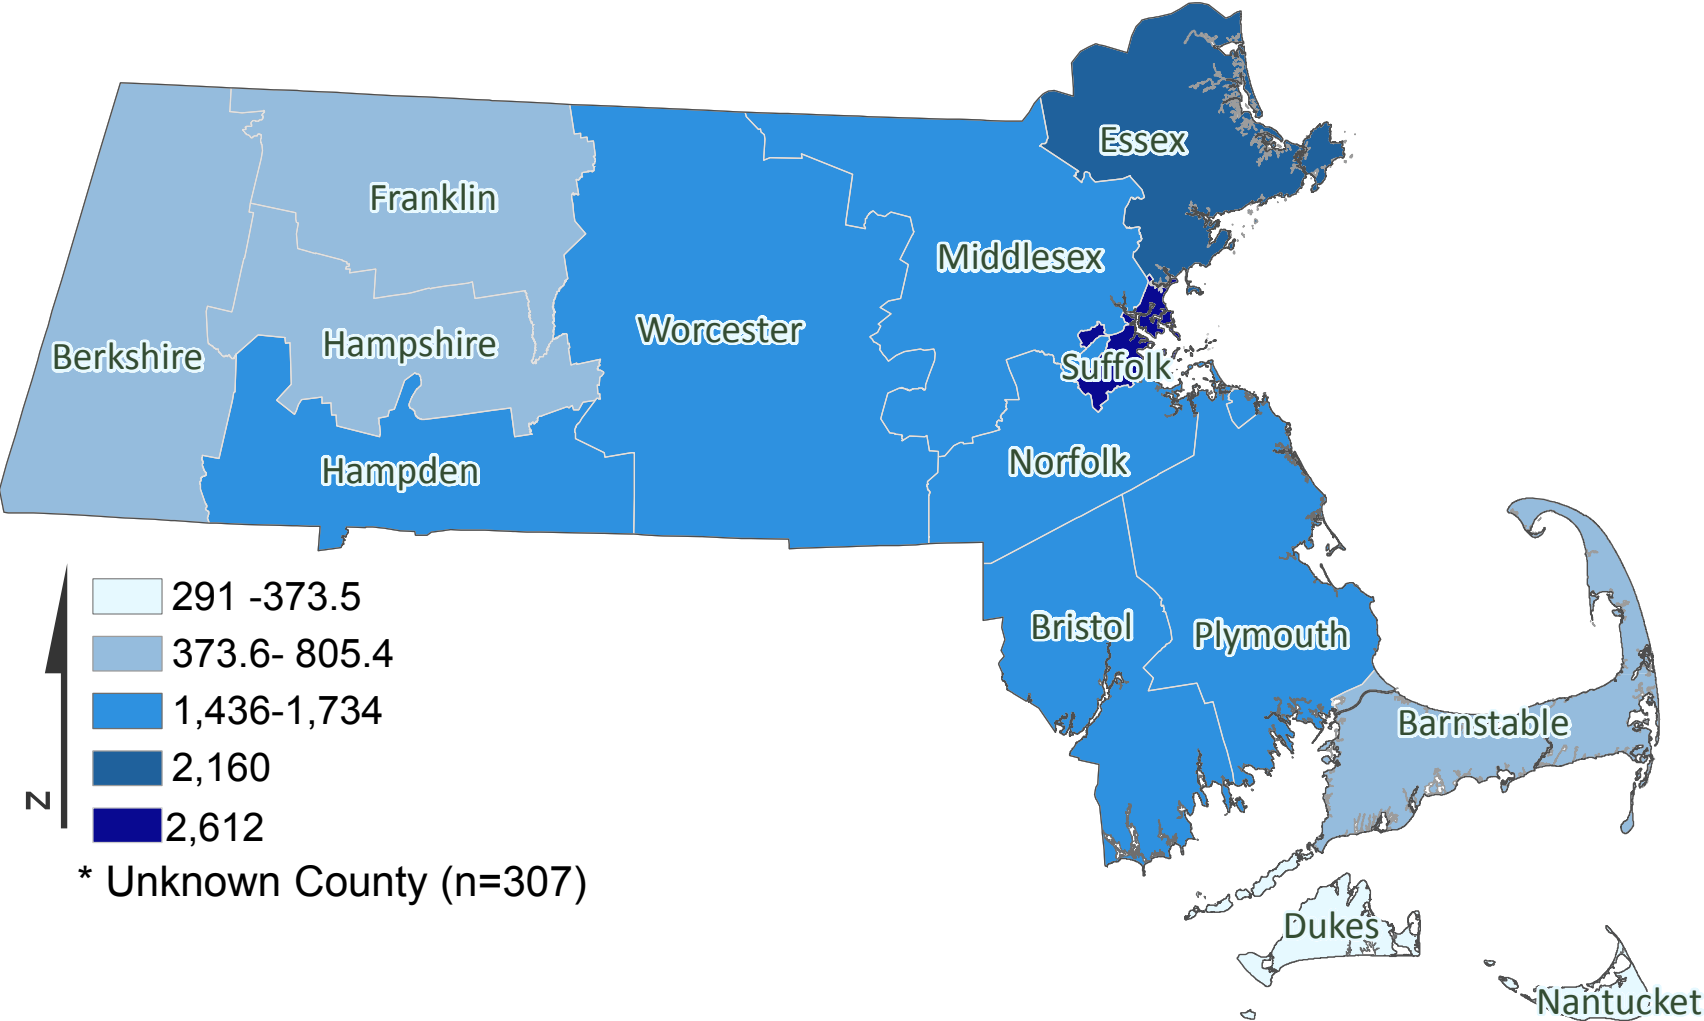 Essex
Franklin
Middlesex
Worcester
Hampshire
Berkshire
Suffolk
Norfolk
Hampden
291 -373.5
Bristol
Plymouth
373.6- 805.4
1,436-1,734
Barnstable
2,160
N
2,612
* Unknown County (n=307)
Dukes
Nantucket